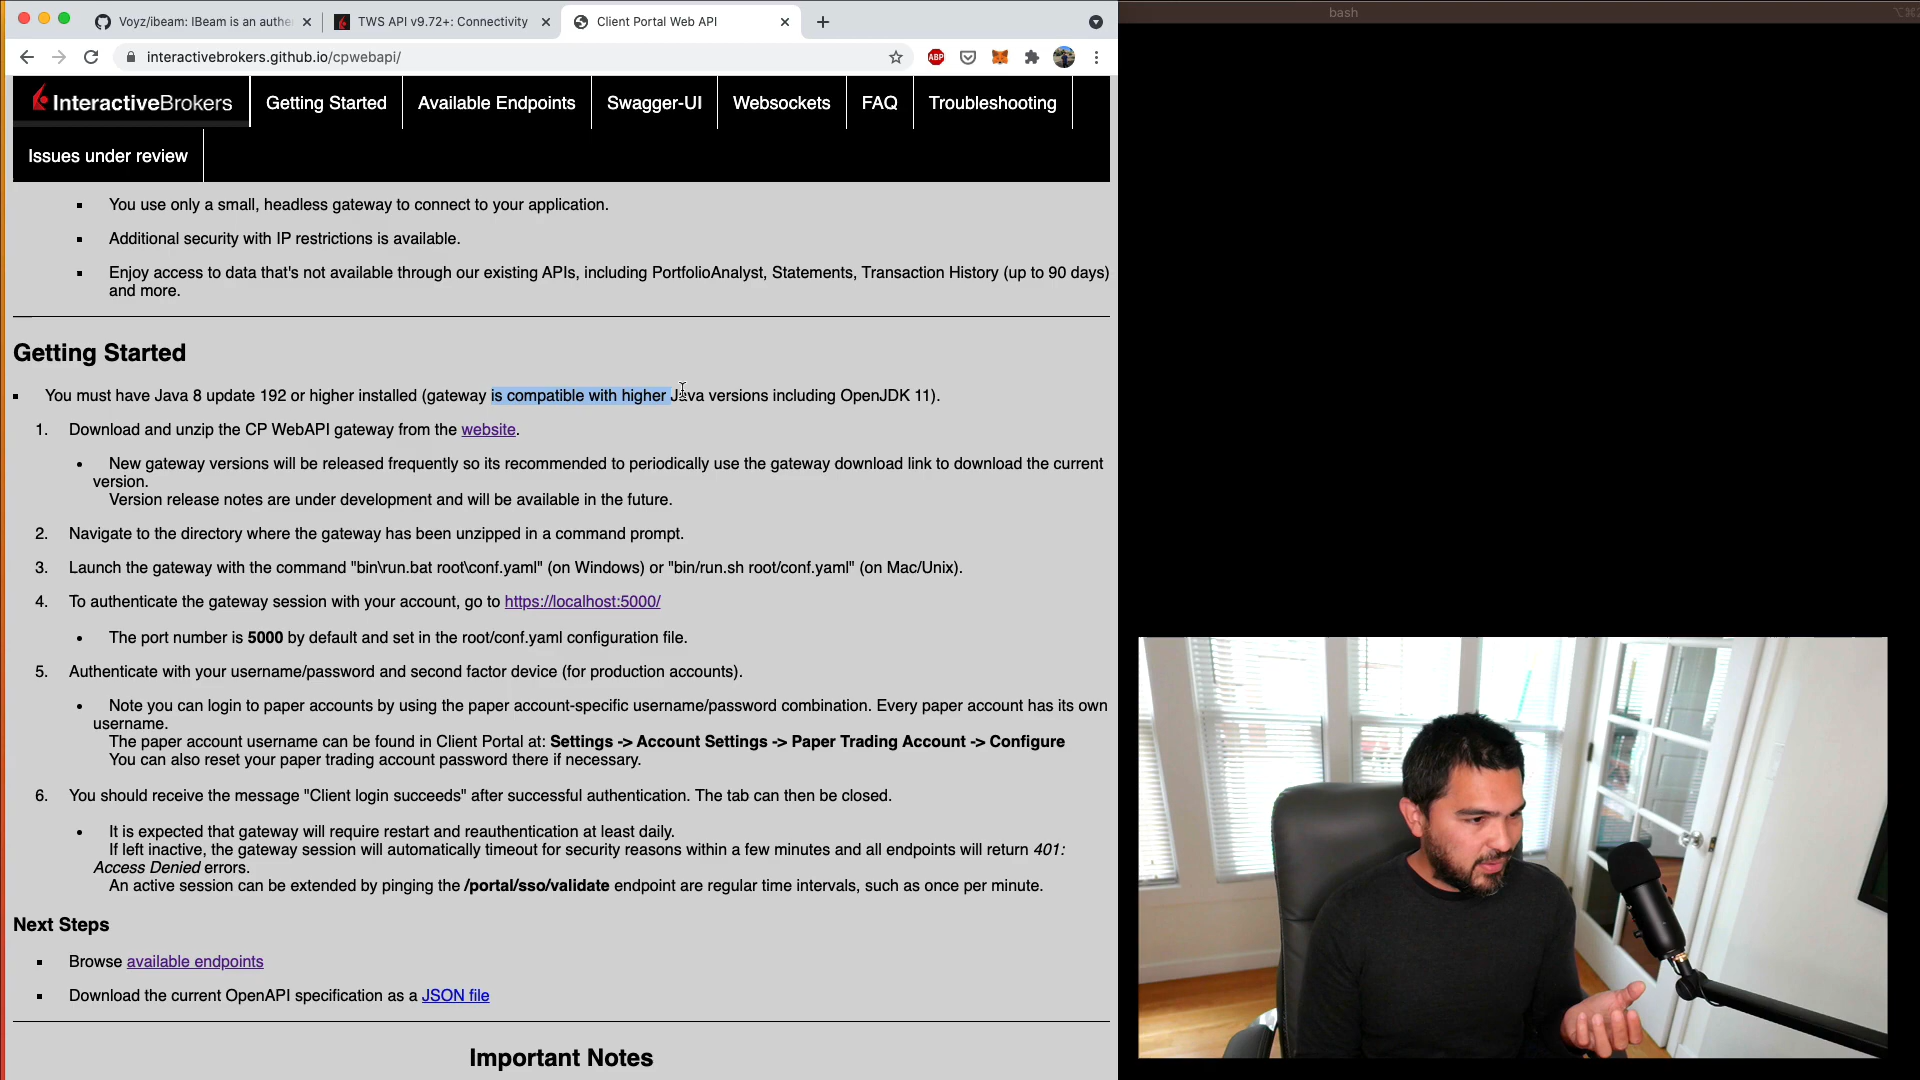 Voyz/ibeam: IBeam is an authe
TWS API v9.72+: Connectivity
Client Portal Web API
bash
interactivebrokers.github.io/cpwebapi/
ABP
InteractiveBrokers
Getting Started
Available Endpoints
Swagger-UI
Websockets
FAQ
Troubleshooting
Issues under review
▪ You use only a small, headless gateway to connect to your application.
▪ Additional security with IP restrictions is available.
▪ Enjoy access to data that's not available through our existing APIs, including PortfolioAnalyst, Statements, Transaction History (up to 90 days)
and more.
Getting Started
▪ You must have Java 8 update 192 or higher installed (gateway is compatible with higher Java versions including OpenJDK 11).
1. Download and unzip the CP WebAPI gateway from the website.
• New gateway versions will be released frequently so its recommended to periodically use the gateway download link to download the current
version.
Version release notes are under development and will be available in the future.
2. Navigate to the directory where the gateway has been unzipped in a command prompt.
3. Launch the gateway with the command "bin\run.bat root\conf.yaml" (on Windows) or "bin/run.sh root/conf.yaml" (on Mac/Unix).
4. To authenticate the gateway session with your account, go to https://localhost:5000/
• The port number is 5000 by default and set in the root/conf.yaml configuration file.
5. Authenticate with your username/password and second factor device (for production accounts).
• Note you can login to paper accounts by using the paper account-specific username/password combination. Every paper account has its own
username.
The paper account username can be found in Client Portal at: Settings -> Account Settings -> Paper Trading Account -> Configure
You can also reset your paper trading account password there if necessary.
6. You should receive the message "Client login succeeds" after successful authentication. The tab can then be closed.
• It is expected that gateway will require restart and reauthentication at least daily.
If left inactive, the gateway session will automatically timeout for security reasons within a few minutes and all endpoints will return 401:
Access Denied errors.
An active session can be extended by pinging the /portal/sso/validate endpoint are regular time intervals, such as once per minute.
Next Steps
▪ Browse available endpoints
▪ Download the current OpenAPI specification as a JSON file
Important Notes